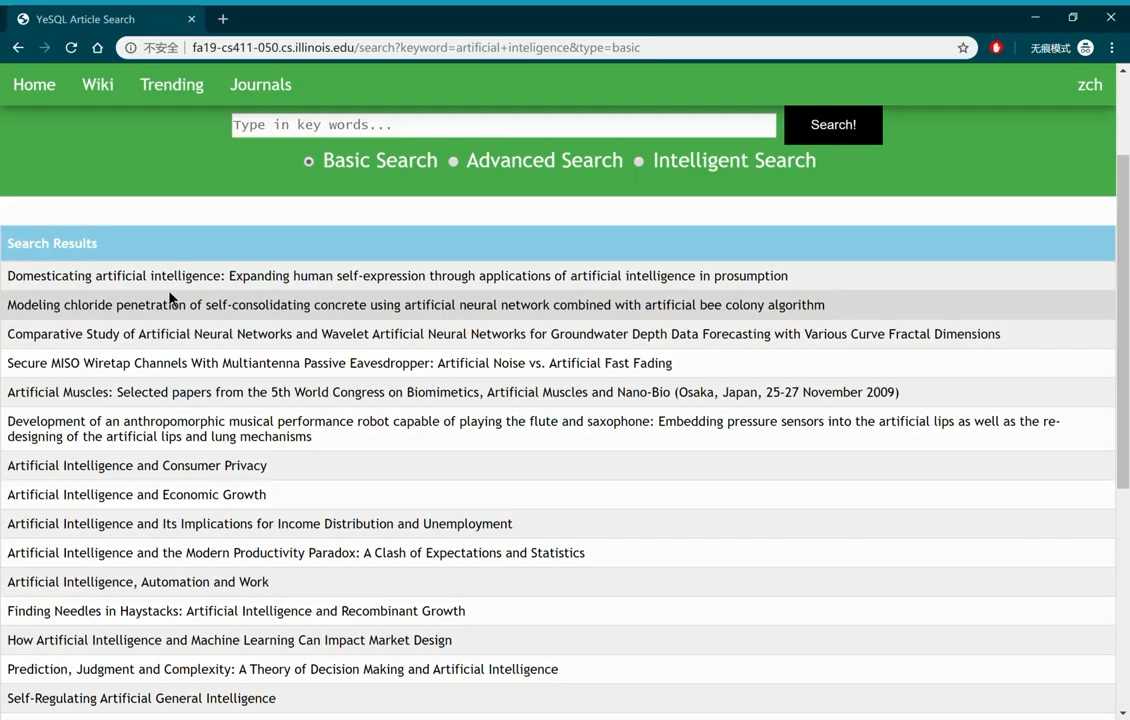 YeSQL Article Search
不安全 fa19-cs411-050.cs.illinois.edu/search?keyword=artificial+inteligence&type=basic 无痕模式
Home Wiki Trending Journals zch
Type in key words... Search!
Basic Search Advanced Search Intelligent Search
Search Results
Domesticating artificial intelligence: Expanding human self-expression through applications of artificial intelligence in prosumption
Modeling chloride penetration of self-consolidating concrete using artificial neural network combined with artificial bee colony algorithm
Comparative Study of Artificial Neural Networks and Wavelet Artificial Neural Networks for Groundwater Depth Data Forecasting with Various Curve Fractal Dimensions
Secure MISO Wiretap Channels With Multiantenna Passive Eavesdropper: Artificial Noise vs. Artificial Fast Fading
Artificial Muscles: Selected papers from the 5th World Congress on Biomimetics, Artificial Muscles and Nano-Bio (Osaka, Japan, 25–27 November 2009)
Development of an anthropomorphic musical performance robot capable of playing the flute and saxophone: Embedding pressure sensors into the artificial lips as well as the re-
designing of the artificial lips and lung mechanisms
Artificial Intelligence and Consumer Privacy
Artificial Intelligence and Economic Growth
Artificial Intelligence and Its Implications for Income Distribution and Unemployment
Artificial Intelligence and the Modern Productivity Paradox: A Clash of Expectations and Statistics
Artificial Intelligence, Automation and Work
Finding Needles in Haystacks: Artificial Intelligence and Recombinant Growth
How Artificial Intelligence and Machine Learning Can Impact Market Design
Prediction, Judgment and Complexity: A Theory of Decision Making and Artificial Intelligence
Self-Regulating Artificial General Intelligence